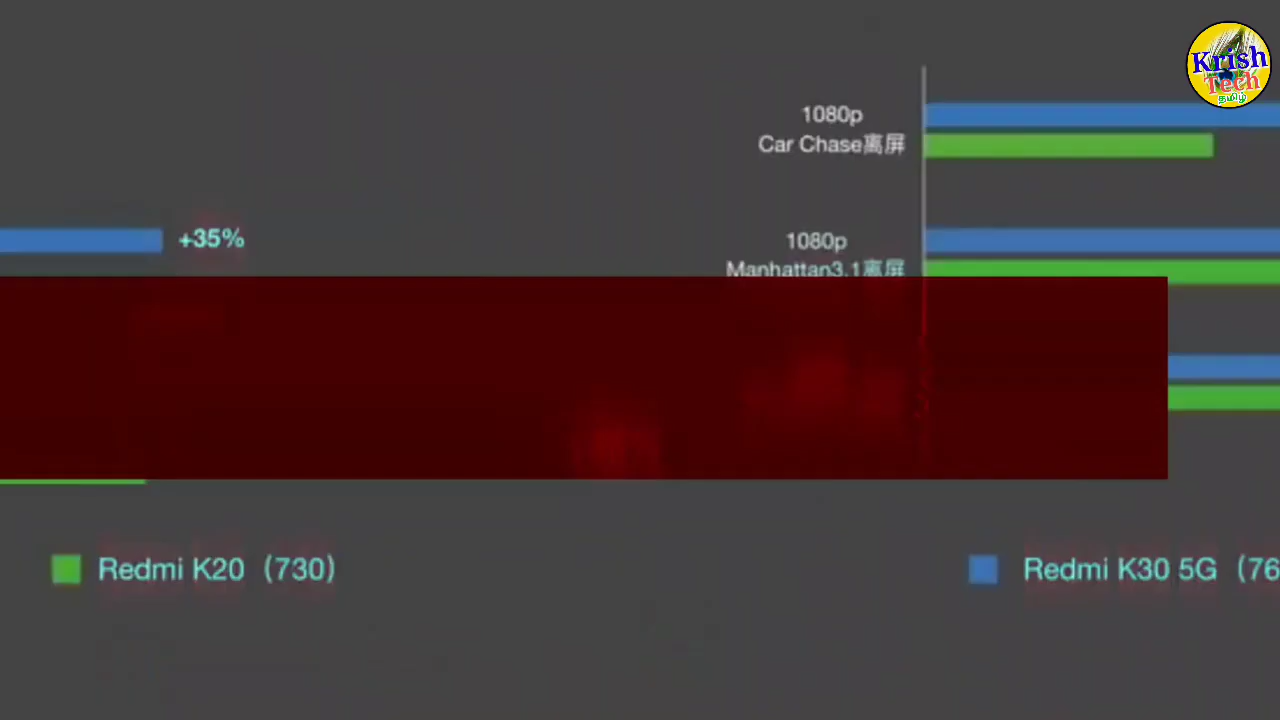 Krish
Tech
தமிழ்
1080p
Car Chase离屏
+35%
1080p
Manhattan3.1离屏
Redmi K20（730）
Redmi K30 5G（76